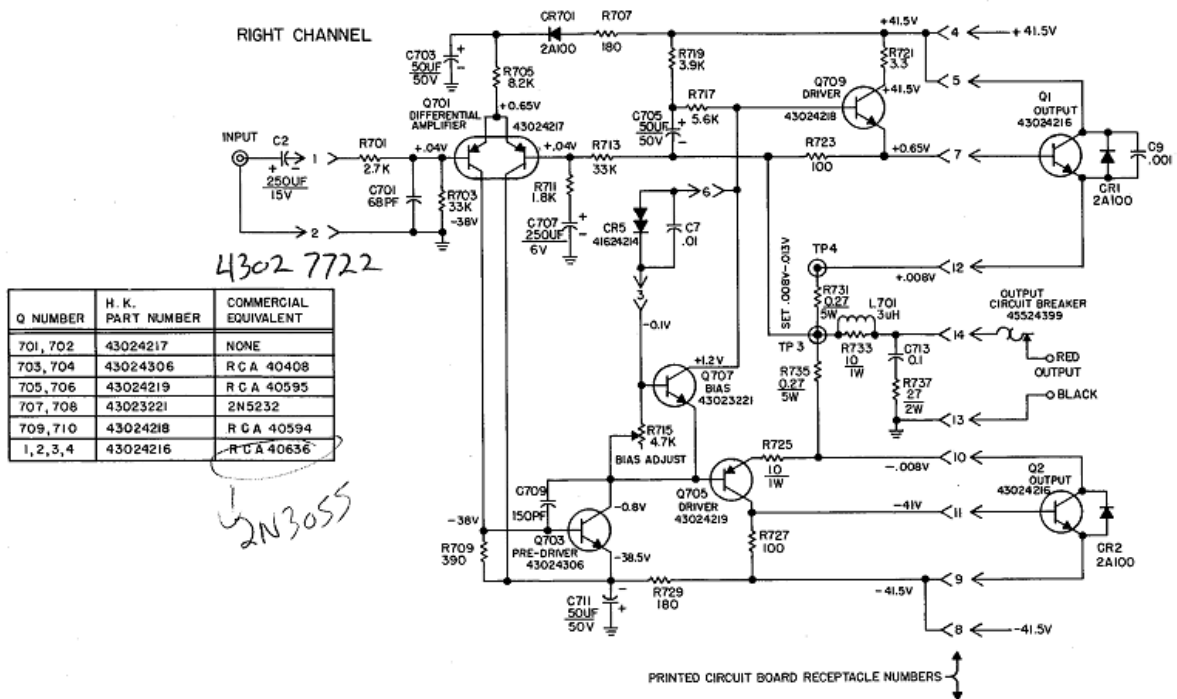 RIGHT CHANNEL
CR701
2A100
R707
180
+41.5V
4
+41.5V
C703
50UF
50V
R705
8.2K
R719
3.9K
R721
3.3
5
Q701
DIFFERENTIAL
AMPLIFIER
+0.65V
43024217
R717
5.6K
C705
50UF
50V
Q709
DRIVER
+41.5V
43024218
Q1
OUTPUT
43024216
INPUT
C2
250UF
15V
1
R701
2.7K
+.04V
+.04V
R713
33K
R723
100
+0.65V
7
C9
.001
C701
68PF
R703
33K
-38V
R711
1.8K
C707
250UF
6V
6
CR5
41624214
C7
.01
CR1
2A100
2
4302 7722
3
SET .008V-.013V
TP4
+.008V
12
R731
0.27
5W
L701
3uH
OUTPUT
CIRCUIT BREAKER
45524399
14
TP3
R733
10
1W
C713
0.1
RED
OUTPUT
BLACK
R735
0.27
5W
R737
27
2W
13
Q NUMBER
H. K.
PART NUMBER
COMMERCIAL
EQUIVALENT
701, 702 43024217 NONE
703, 704 43024306 RCA 40408
705, 706 43024219 RCA 40595
707, 708 43023221 2N5232
709, 710 43024218 RCA 40594
1, 2, 3, 4 43024216 RCA 40636
2N3055
-0.1V
+1.2V
Q707
BIAS
43023221
R715
4.7K
BIAS ADJUST
R725
10
1W
-.008V
10
Q2
OUTPUT
43024216
C709
150PF
-0.8V
Q705
DRIVER
43024219
-41V
11
-38V
Q703
PRE-DRIVER
43024306
R709
390
-38.5V
R727
100
CR2
2A100
R729
180
-41.5V
9
C711
50UF
50V
8
-41.5V
PRINTED CIRCUIT BOARD RECEPTACLE NUMBERS